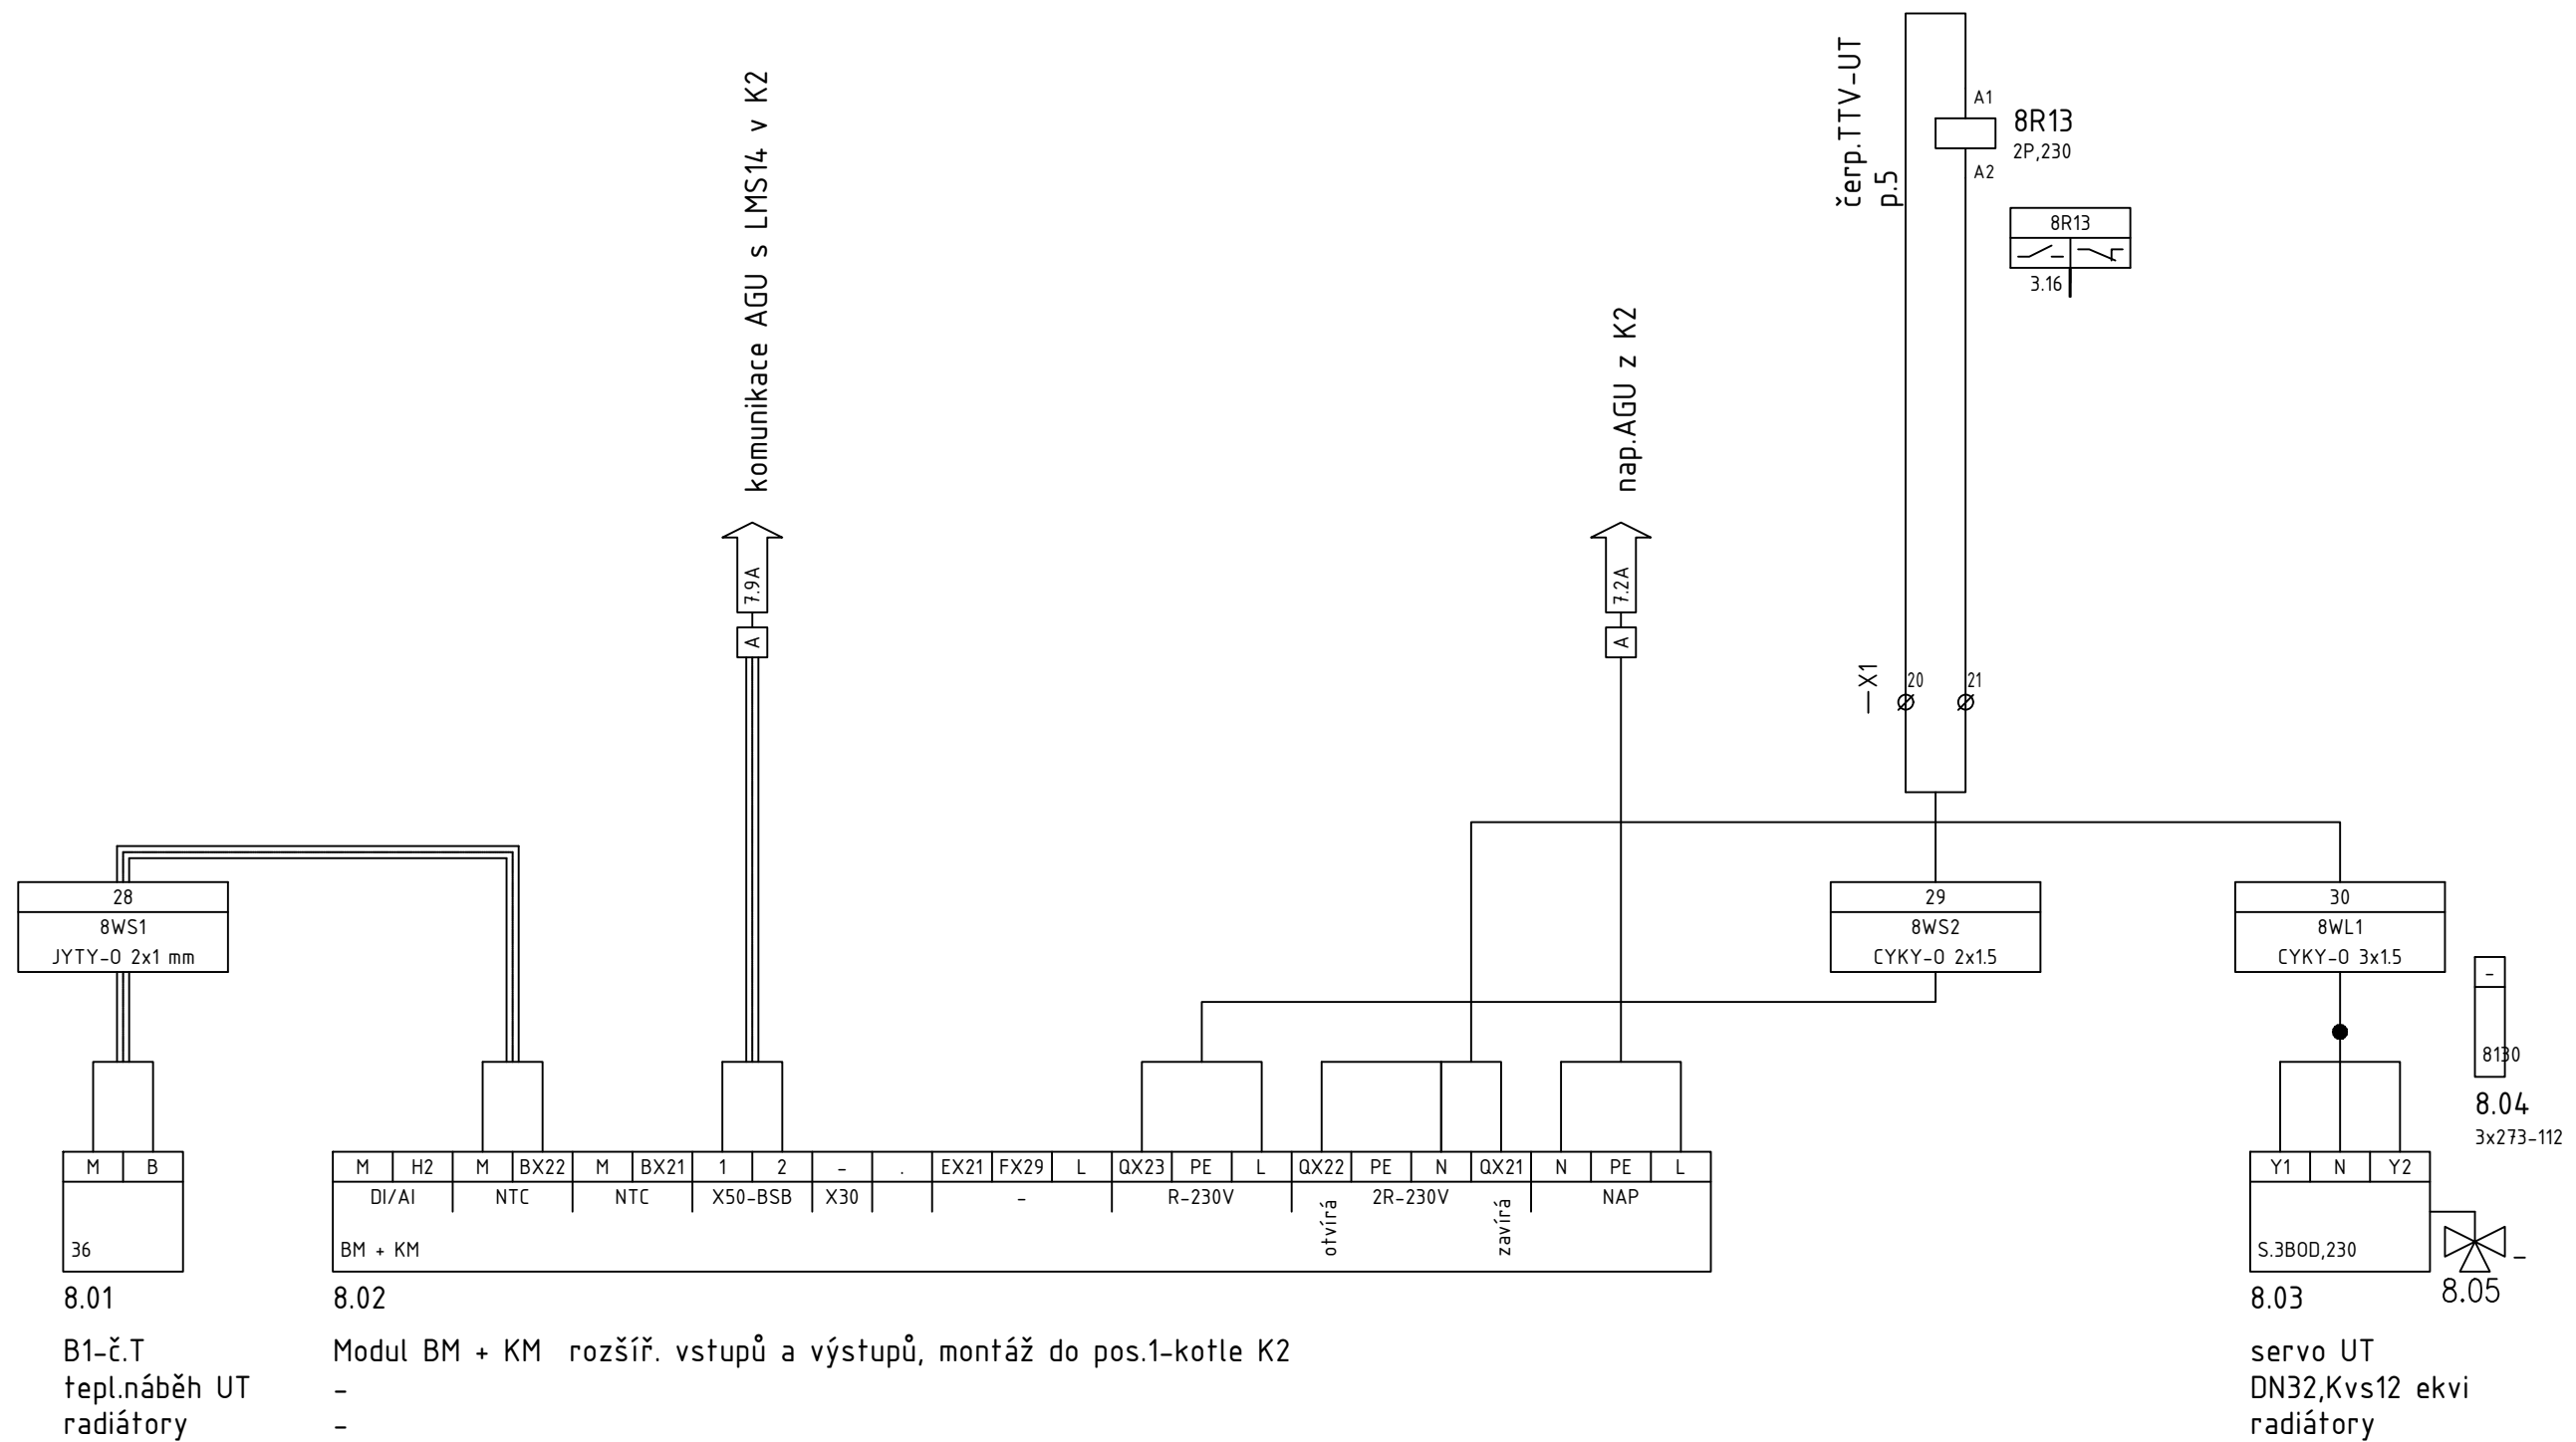 komunikace AGU s LMS14 v K2
7.9A
A
nap.AGU z K2
7.2A
A
čerp.TTV-UT
p.5
A1
8R13
2P,230
A2
8R13
3.16
—X1
20
21
28
8WS1
JYTY-O 2x1 mm
29
8WS2
CYKY-O 2x1.5
30
8WL1
CYKY-O 3x1.5
-
8130
8.04
3x273-112
M B
36
8.01
B1-č.T
tepl.náběh UT
radiátory
M H2 M BX22 M BX21 1 2 - . EX21 FX29 L QX23 PE L QX22 PE N QX21 N PE L
DI/AI NTC NTC X50-BSB X30 - R-230V 2R-230V NAP
otvírá
zavírá
BM + KM
8.02
Modul BM + KM rozšíř. vstupů a výstupů, montáž do pos.1-kotle K2
-
-
Y1 N Y2
S.3BOD,230
-
8.05
8.03
servo UT
DN32,Kvs12 ekvi
radiátory